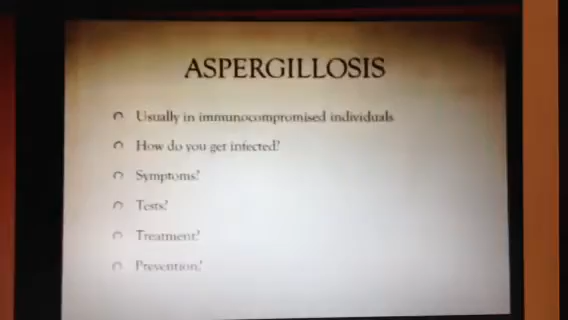 ASPERGILLOSIS
Usually in immunocompromised individuals
How do you get infected?
Symptoms?
Tests?
Treatment?
Prevention?